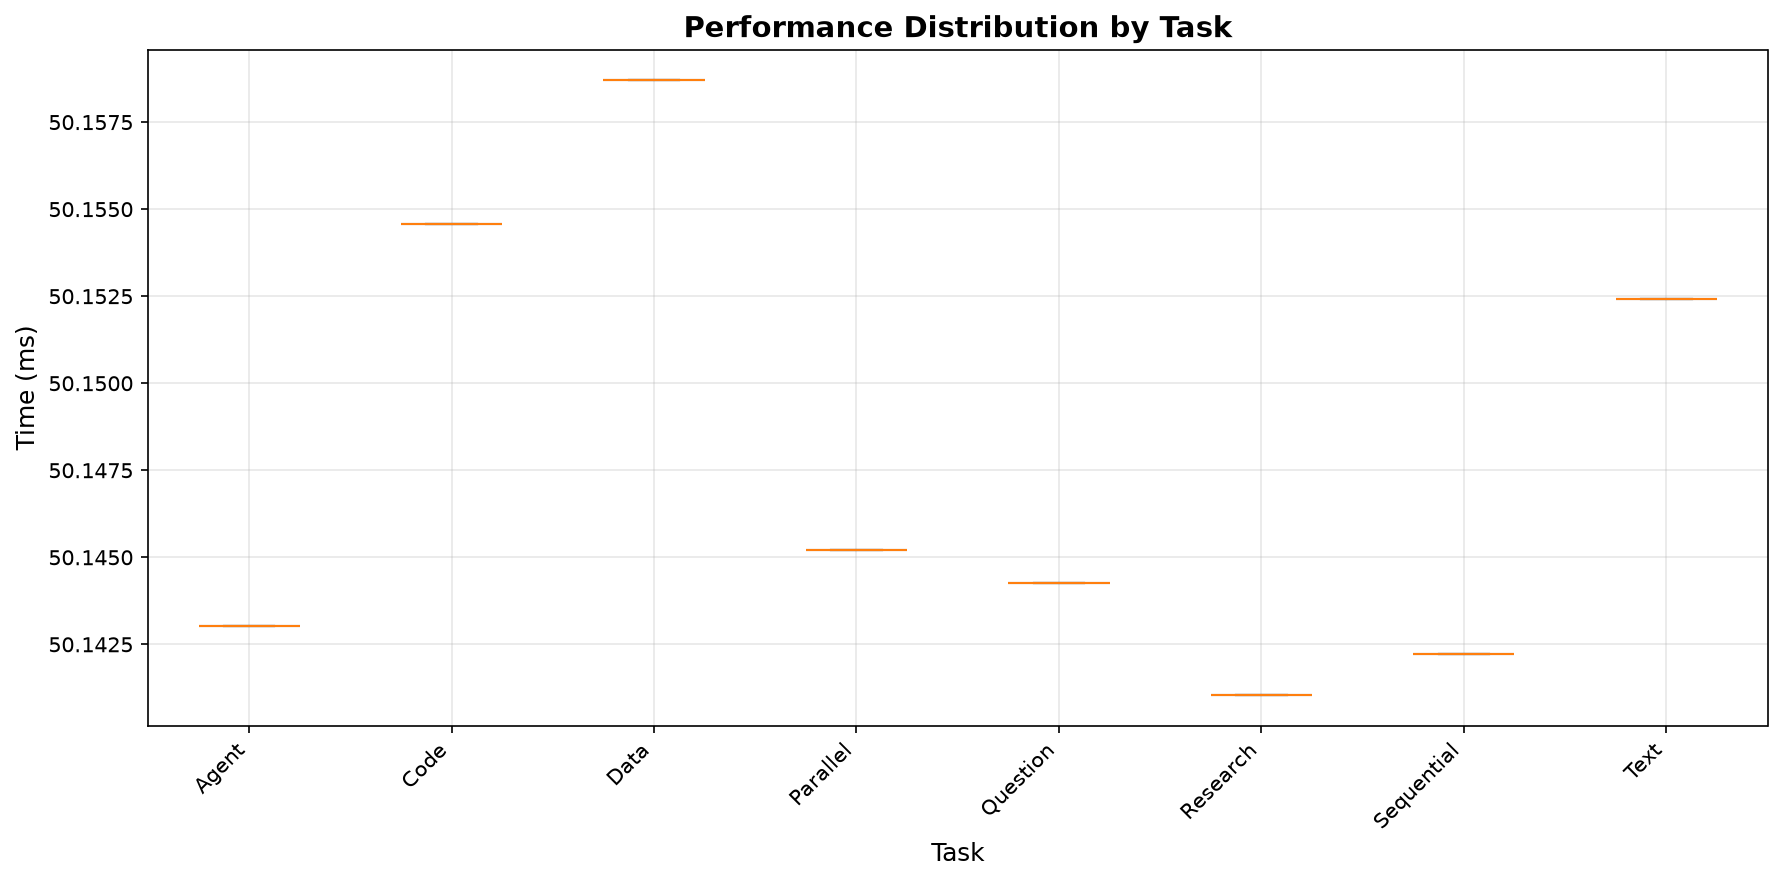 Performance Distribution by Task
Time (ms)
50.1575
50.1550
50.1525
50.1500
50.1475
50.1450
50.1425
Agent
Code
Data
Parallel
Question
Research
Sequential
Text
Task